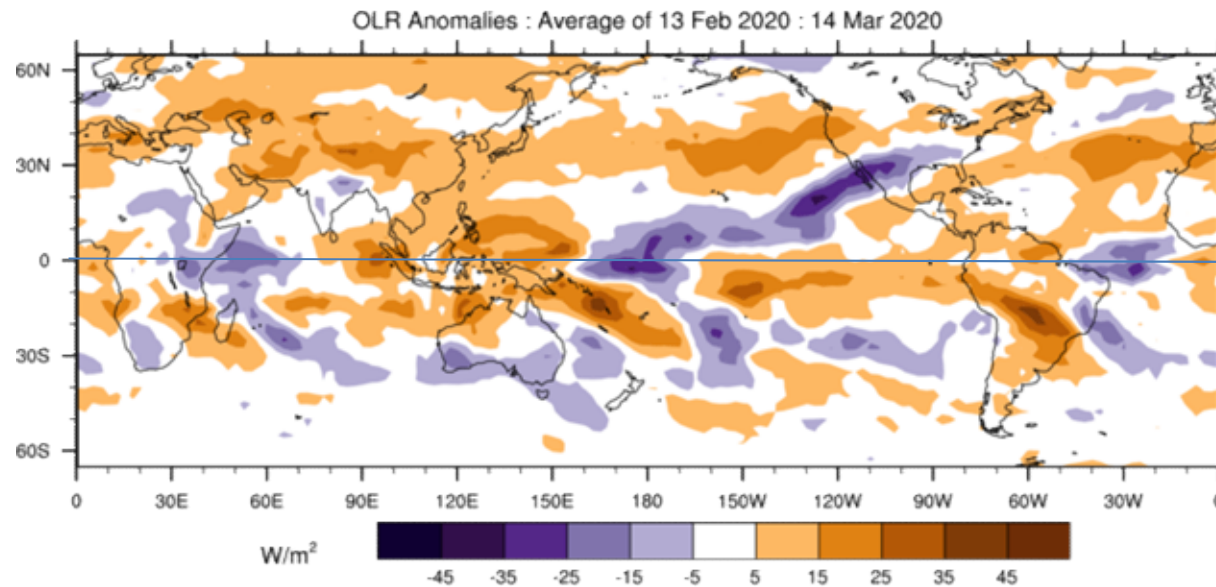 OLR Anomalies : Average of 13 Feb 2020 : 14 Mar 2020
60N
30N
0
30S
60S
0 30E 60E 90E 120E 150E 180 150W 120W 90W 60W 30W
W/m²
-45 -35 -25 -15 -5 5 15 25 35 45